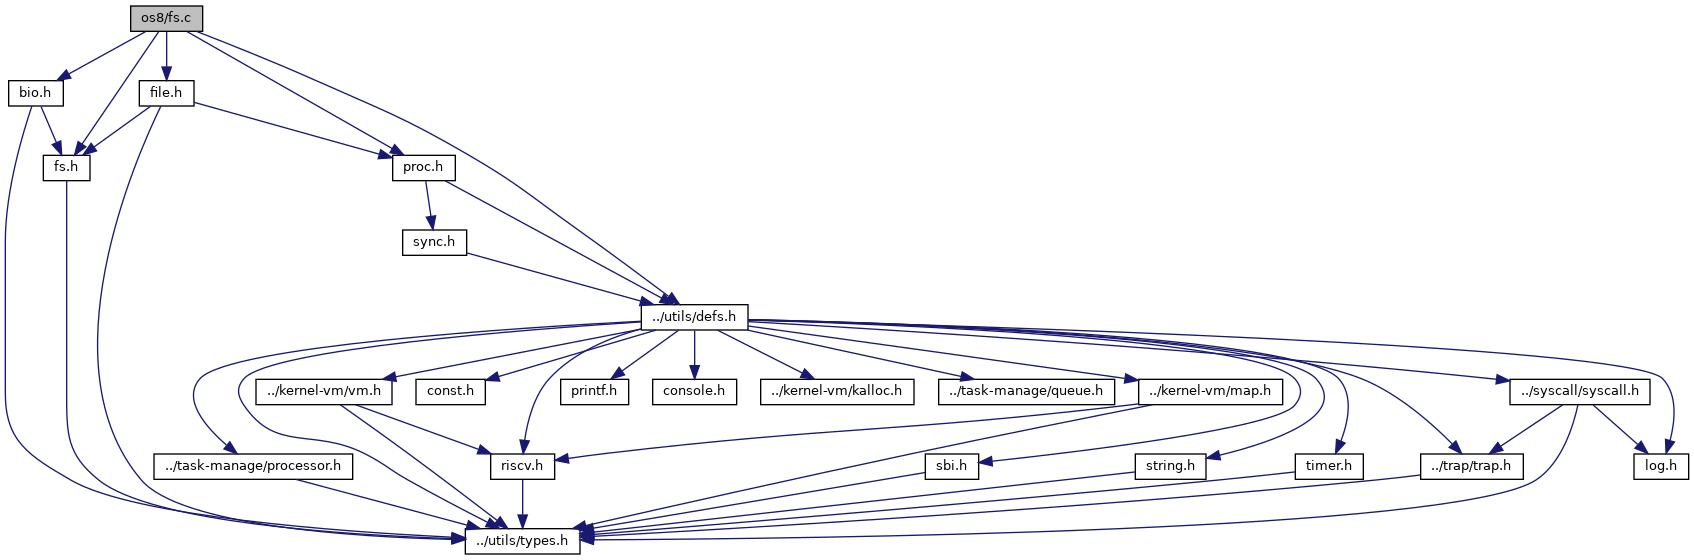 os8/fs.c
bio.h
file.h
fs.h
proc.h
sync.h
../utils/defs.h
../kernel-vm/vm.h
const.h
printf.h
console.h
../kernel-vm/kalloc.h
../task-manage/queue.h
../kernel-vm/map.h
../syscall/syscall.h
../task-manage/processor.h
riscv.h
sbi.h
string.h
timer.h
../trap/trap.h
log.h
../utils/types.h